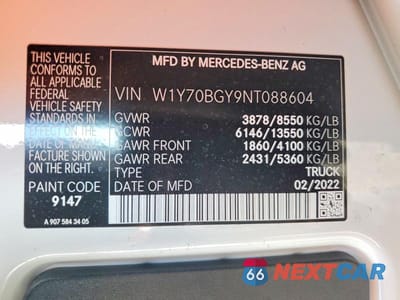 MFD BY MERCEDES-BENZ AG
THIS VEHICLE
CONFORMS TO
ALL APPLICABLE
FEDERAL MOTOR
VEHICLE SAFETY
STANDARDS IN
EFFECT ON THE
DATE OF
MANUFACTURE
SHOWN ABOVE
ON THE RIGHT.
PAINT CODE
9147
A 907 584 34 05
VIN W1Y70BGY9NT088604
GVWR 3878/8550 KG/LB
GCWR 6146/13550 KG/LB
GAWR FRONT 1860/4100 KG/LB
GAWR REAR 2431/5360 KG/LB
TYPE TRUCK
DATE OF MFD 02/2022
66 NEXTCAR